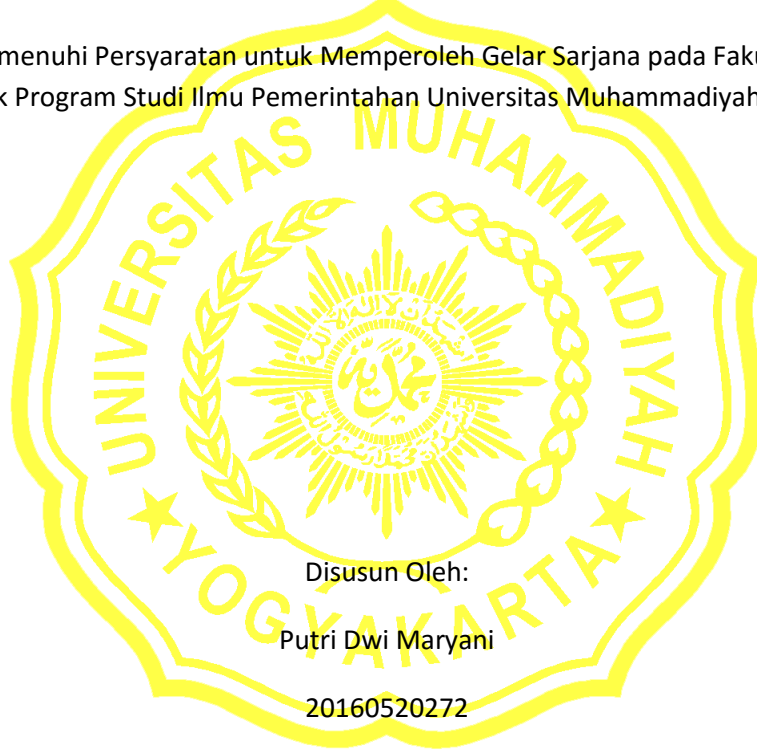 menuhi Persyaratan untuk Memperoleh Gelar Sarjana pada Faku
k Program Studi Ilmu Pemerintahan Universitas Muhammadiyah
UNIVERSITAS MUHAMMADIYAH
YOGYAKARTA
Disusun Oleh:
Putri Dwi Maryani
20160520272